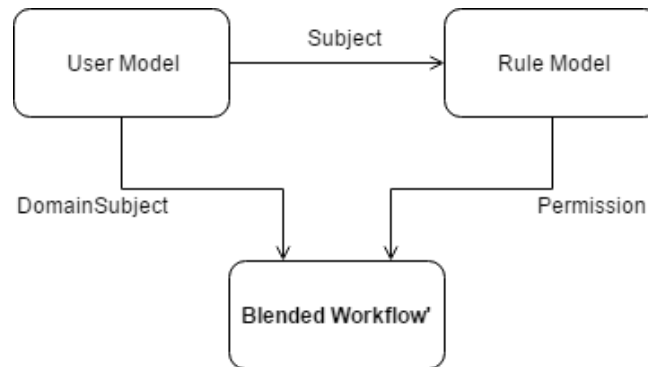 Subject
User Model
Rule Model
DomainSubject
Permission
Blended Workflow'